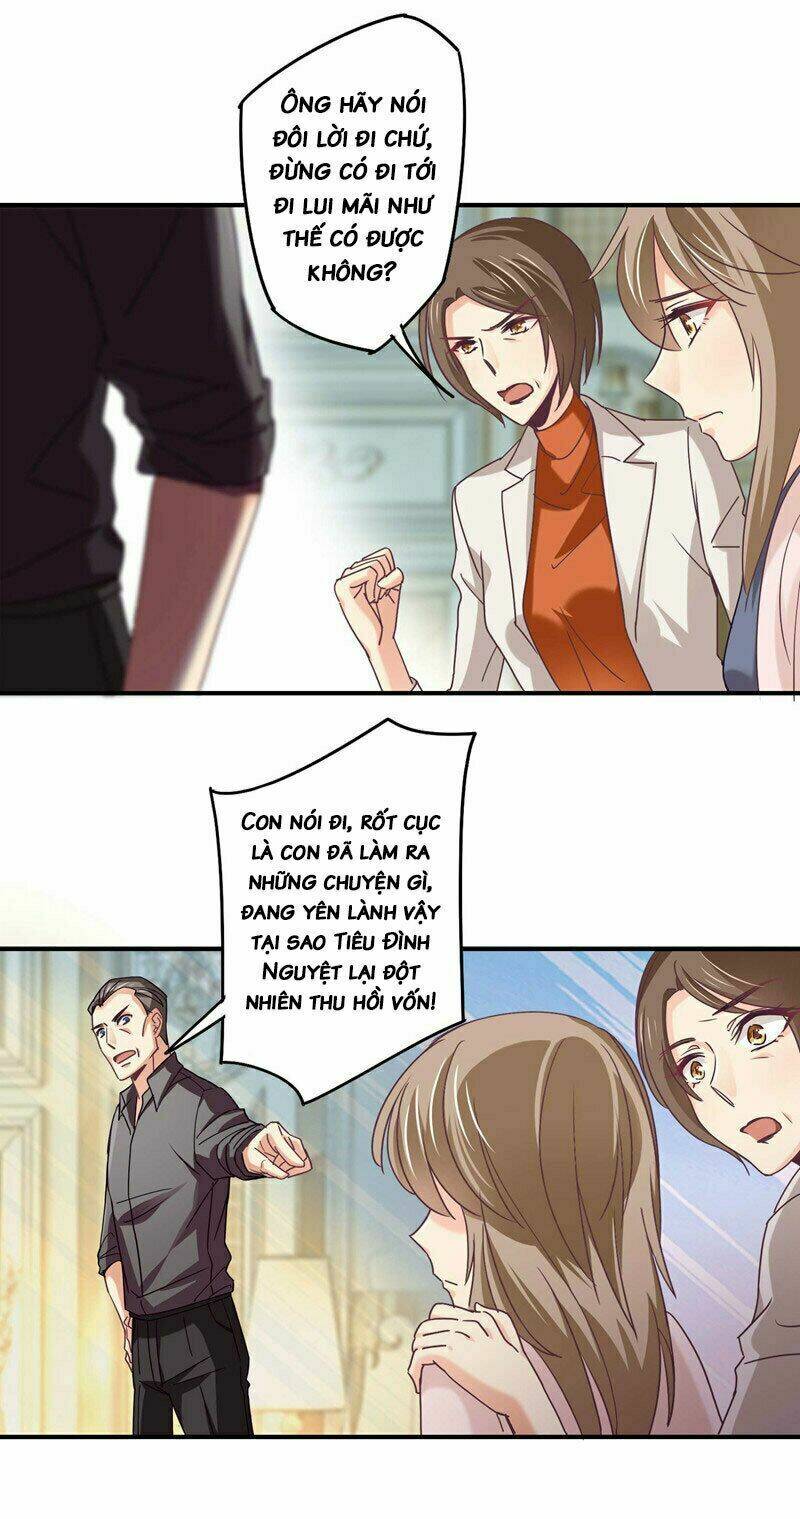 ÔNG HÃY NÓI
ĐÔI LỜI ĐI CHỨ,
ĐỪNG CÓ ĐI TỚI
ĐI LUI MÃI NHƯ
THẾ CÓ ĐƯỢC
KHÔNG?
CON NÓI ĐI, RỐT CỤC
LÀ CON ĐÃ LÀM RA
NHỮNG CHUYỆN GÌ,
ĐANG YÊN LÀNH VẬY
TẠI SAO TIÊU ĐÌNH
NGUYỆT LẠI ĐỘT
NHIÊN THU HỒI VỐN!